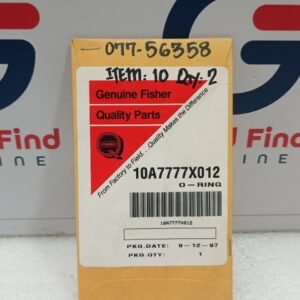 077-56358
ITEM: 10 Qty: 2
Genuine Fisher
Quality Parts
From Factory to Field... Quality Makes the Difference
10A7777X012
O-RING
10A7777X012
PKG.DATE: 9-12-07
PKG.QTY: 1
Find
INE